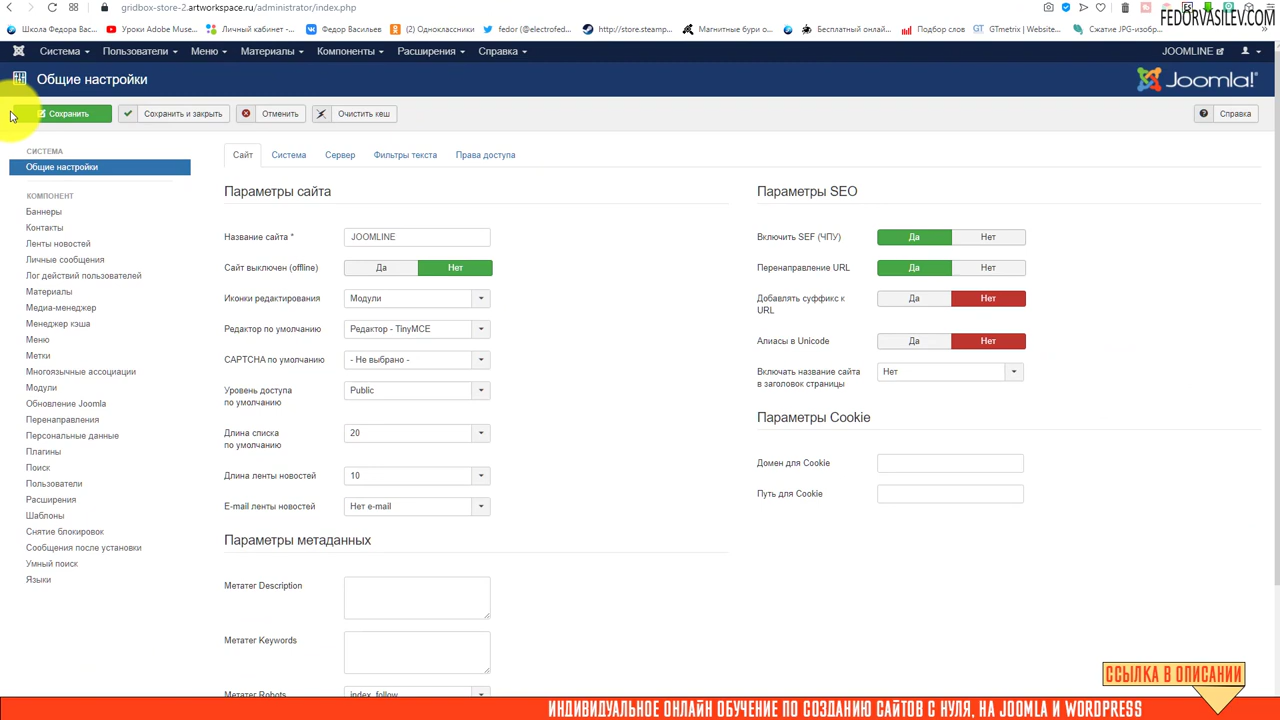 gridbox-store-2.artworkspace.ru/administrator/index.php
FEDORVASILEV.COM
Школа Федора Вас...
Уроки Adobe Muse...
Личный кабинет -...
Федор Васильев
(2) Одноклассники
fedor (@electrofed...
http://store.steamp...
Магнитные бури о...
Бесплатный онлай...
Подбор слов
GTmetrix | Website...
Сжатие JPG-изобр...
Система
Пользователи
Меню
Материалы
Компоненты
Расширения
Справка
JOOMLINE
Общие настройки
Joomla!
Сохранить
Сохранить и закрыть
Отменить
Очистить кеш
Справка
СИСТЕМА
Общие настройки
КОМПОНЕНТ
Баннеры
Контакты
Ленты новостей
Личные сообщения
Лог действий пользователей
Материалы
Медиа-менеджер
Менеджер кэша
Меню
Метки
Многоязычные ассоциации
Модули
Обновление Joomla
Перенаправления
Персональные данные
Плагины
Поиск
Пользователи
Расширения
Шаблоны
Снятие блокировок
Сообщения после установки
Умный поиск
Языки
Сайт
Система
Сервер
Фильтры текста
Права доступа
Параметры сайта
Название сайта *
JOOMLINE
Сайт выключен (offline)
Да
Нет
Иконки редактирования
Модули
Редактор по умолчанию
Редактор - TinyMCE
CAPTCHA по умолчанию
- Не выбрано -
Уровень доступа
по умолчанию
Public
Длина списка
по умолчанию
20
Длина ленты новостей
10
E-mail ленты новостей
Нет e-mail
Параметры метаданных
Метатег Description
Метатег Keywords
Метатег Robots
index, follow
Параметры SEO
Включить SEF (ЧПУ)
Да
Нет
Перенаправление URL
Да
Нет
Добавлять суффикс к
URL
Да
Нет
Алиасы в Unicode
Да
Нет
Включать название сайта
в заголовок страницы
Нет
Параметры Cookie
Домен для Cookie
Путь для Cookie
ССЫЛКА В ОПИСАНИИ
ИНДИВИДУАЛЬНОЕ ОНЛАЙН ОБУЧЕНИЕ ПО СОЗДАНИЮ САЙТОВ С НУЛЯ, НА JOOMLA И WORDPRESS